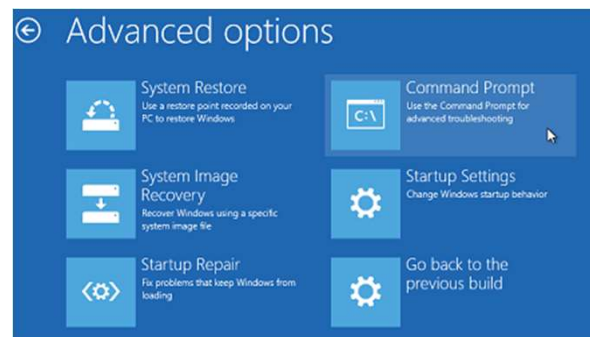 Advanced options
System Restore
Use a restore point recorded on your
PC to restore Windows
Command Prompt
Use the Command Prompt for
advanced troubleshooting
C:\
System Image
Recovery
Recover Windows using a specific
system image file
Startup Settings
Change Windows startup behavior
Startup Repair
Fix problems that keep Windows from
loading
Go back to the
previous build